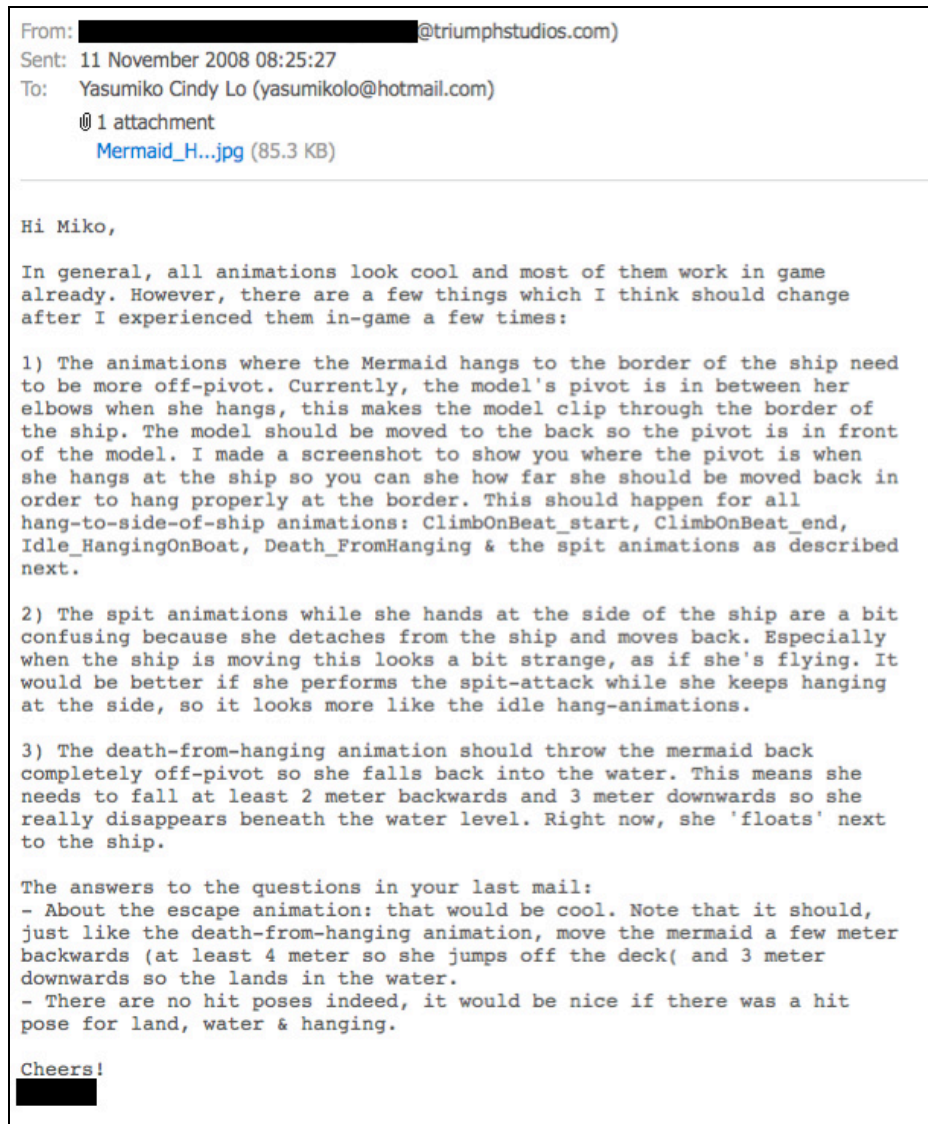 From: @triumphstudios.com)
Sent: 11 November 2008 08:25:27
To: Yasumiko Cindy Lo (yasumikolo@hotmail.com)
1 attachment
Mermaid_H...jpg (85.3 KB)
Hi Miko,
In general, all animations look cool and most of them work in game
already. However, there are a few things which I think should change
after I experienced them in-game a few times:
1) The animations where the Mermaid hangs to the border of the ship need
to be more off-pivot. Currently, the model's pivot is in between her
elbows when she hangs, this makes the model clip through the border of
the ship. The model should be moved to the back so the pivot is in front
of the model. I made a screenshot to show you where the pivot is when
she hangs at the ship so you can she how far she should be moved back in
order to hang properly at the border. This should happen for all
hang-to-side-of-ship animations: ClimbOnBeat_start, ClimbOnBeat_end,
Idle_HangingOnBoat, Death_FromHanging & the spit animations as described
next.
2) The spit animations while she hands at the side of the ship are a bit
confusing because she detaches from the ship and moves back. Especially
when the ship is moving this looks a bit strange, as if she's flying. It
would be better if she performs the spit-attack while she keeps hanging
at the side, so it looks more like the idle hang-animations.
3) The death-from-hanging animation should throw the mermaid back
completely off-pivot so she falls back into the water. This means she
needs to fall at least 2 meter backwards and 3 meter downwards so she
really disappears beneath the water level. Right now, she 'floats' next
to the ship.
The answers to the questions in your last mail:
- About the escape animation: that would be cool. Note that it should,
just like the death-from-hanging animation, move the mermaid a few meter
backwards (at least 4 meter so she jumps off the deck( and 3 meter
downwards so the lands in the water.
- There are no hit poses indeed, it would be nice if there was a hit
pose for land, water & hanging.
Cheers!